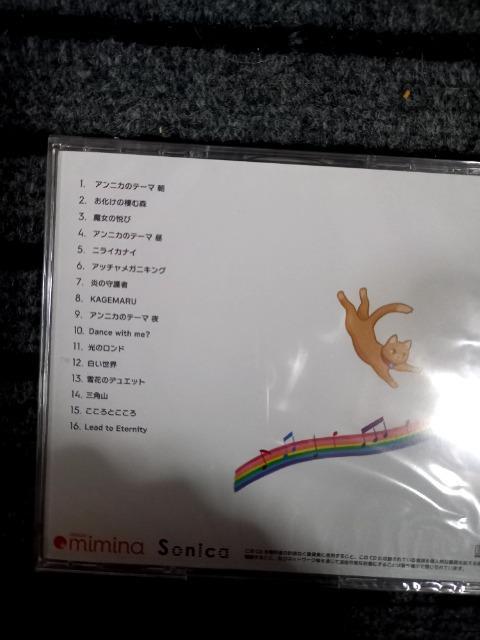 1. アンニカのテーマ 朝
2. お化けの棲む森
3. 魔女の悦び
4. アンニカのテーマ 昼
5. ニライカナイ
6. アッチャメガニキング
7. 炎の守護者
8. KAGEMARU
9. アンニカのテーマ 夜
10. Dance with me?
11. 光のロンド
12. 白い世界
13. 雪花のデュエット
14. 三角山
15. こころとこころ
16. Lead to Eternity
mimina Sonica